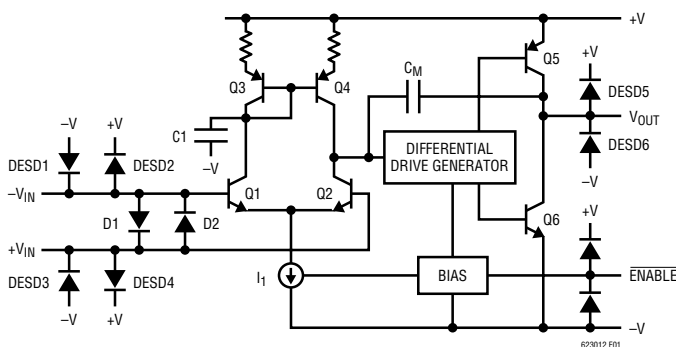 +V
Q3
Q4
Q5
CM
+V
DESD5
C1
–V
VOUT
DIFFERENTIAL
DRIVE GENERATOR
DESD6
–V
+V
DESD1
DESD2
–V
–VIN
Q1
Q2
Q6
+V
D1
D2
+VIN
DESD3
DESD4
I1
BIAS
ENABLE
–V
+V
–V
623012 F01